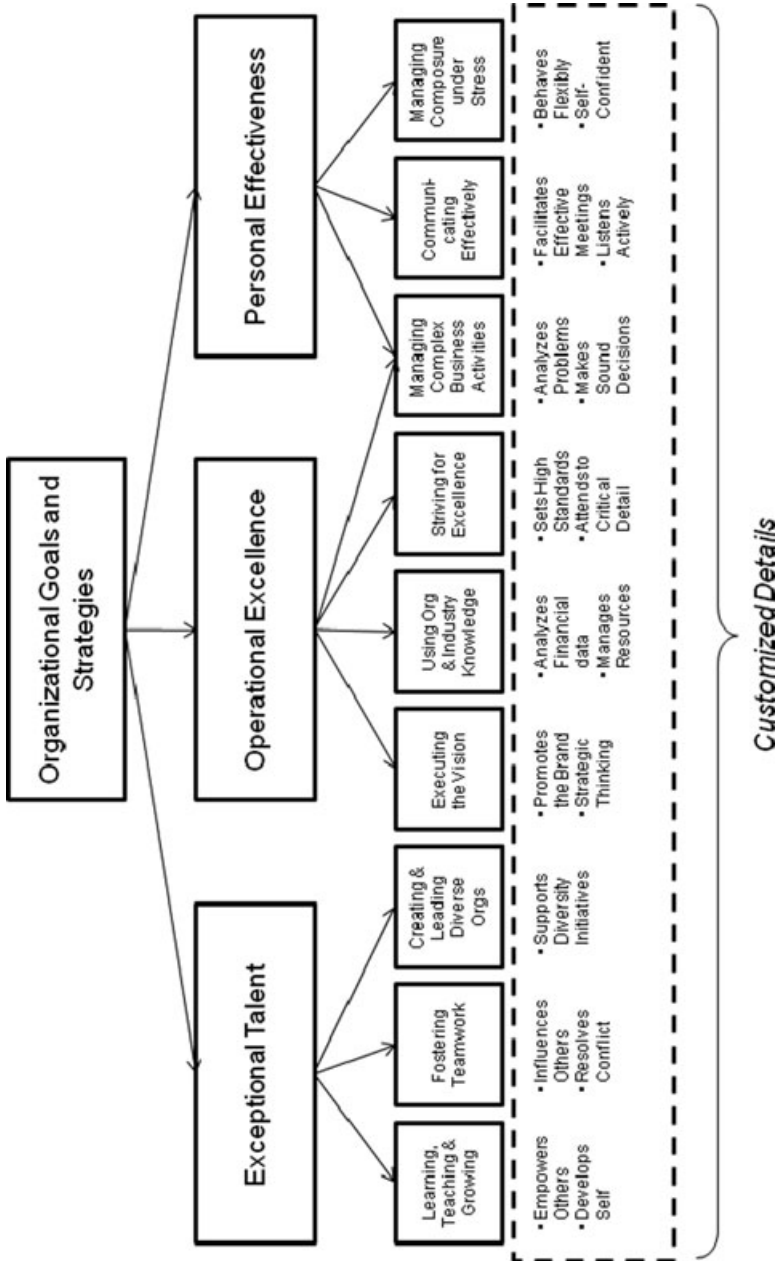 Organizational Goals and
Strategies
Exceptional Talent
Operational Excellence
Personal Effectiveness
Learning,
Teaching &
Growing
Fostering
Teamwork
Creating &
Leading
Diverse
Orgs
Executing
the Vision
Using Org
& Industry
Knowledge
Striving for
Excellence
Managing
Complex
Business
Activities
Communi-
cating
Effectively
Managing
Composure
under
Stress
▪ Empowers
Others
▪ Develops
Self
▪ Influences
Others
▪ Resolves
Conflict
▪ Supports
Diversity
Initiatives
▪ Promotes
the Brand
▪ Strategic
Thinking
▪ Analyzes
Financial
data
▪ Manages
Resources
▪ Sets High
Standards
▪ Attends to
Critical
Detail
▪ Analyzes
Problems
▪ Makes
Sound
Decisions
▪ Facilitates
Effective
Meetings
▪ Listens
Actively
▪ Behaves
Flexibly
▪ Self-
Confident
Customized Details